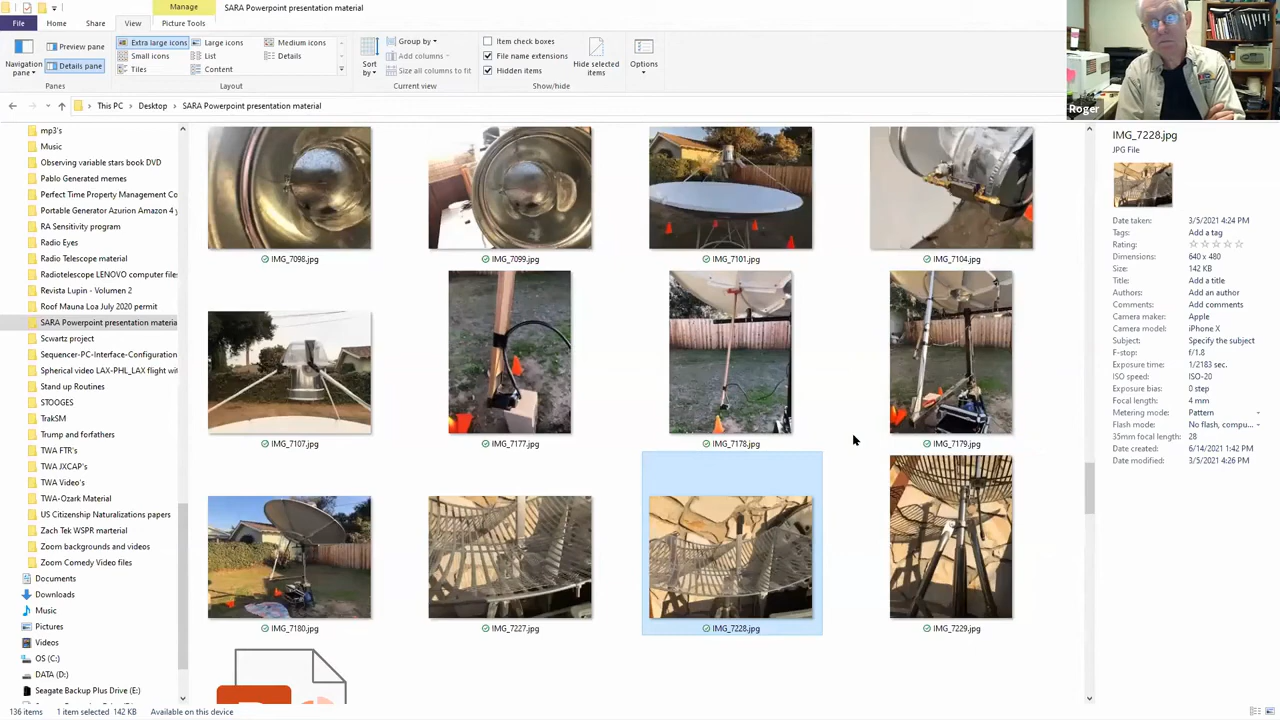 Manage
SARA Powerpoint presentation material
File
Home
Share
View
Picture Tools
Navigation pane
Preview pane
Details pane
Panes
Extra large icons
Large icons
Medium icons
Small icons
List
Details
Tiles
Content
Layout
Sort by
Group by
Add columns
Size all columns to fit
Current view
Item check boxes
File name extensions
Hidden items
Hide selected items
Show/hide
Options
Roger
This PC
Desktop
SARA Powerpoint presentation material
mp3's
Music
Observing variable stars book DVD
Pablo Generated memes
Perfect Time Property Management Co
Portable Generator Azurion Amazon 4 y
RA Sensitivity program
Radio Eyes
Radio Telescope material
Radiotelescope LENOVO computer files
Revista Lupin - Volumen 2
Roof Mauna Loa July 2020 permit
SARA Powerpoint presentation materia
Scwartz project
Sequencer-PC-Interface-Configuration
Spherical video LAX-PHL_LAX flight wit
Stand up Routines
STOOGES
TrakSM
Trump and forfathers
TWA FTR's
TWA JXCAP's
TWA Video's
TWA-Ozark Material
US Citizenship Naturalizations papers
Zach Tek WSPR marterial
Zoom backgrounds and videos
Zoom Comedy Video files
Documents
Downloads
Music
Pictures
Videos
OS (C:)
DATA (D:)
Seagate Backup Plus Drive (E:)
IMG_7098.jpg
IMG_7099.jpg
IMG_7101.jpg
IMG_7104.jpg
IMG_7107.jpg
IMG_7177.jpg
IMG_7178.jpg
IMG_7179.jpg
IMG_7180.jpg
IMG_7227.jpg
IMG_7228.jpg
IMG_7229.jpg
IMG_7228.jpg
JPG File
Date taken: 3/5/2021 4:24 PM
Tags: Add a tag
Rating:
Dimensions: 640 x 480
Size: 142 KB
Title: Add a title
Authors: Add an author
Comments: Add comments
Camera maker: Apple
Camera model: iPhone X
Subject: Specify the subject
F-stop: f/1.8
Exposure time: 1/2183 sec.
ISO speed: ISO-20
Exposure bias: 0 step
Focal length: 4 mm
Metering mode: Pattern
Flash mode: No flash, compu...
35mm focal length: 28
Date created: 6/14/2021 1:42 PM
Date modified: 3/5/2021 4:26 PM
136 items
1 item selected 142 KB
Available on this device